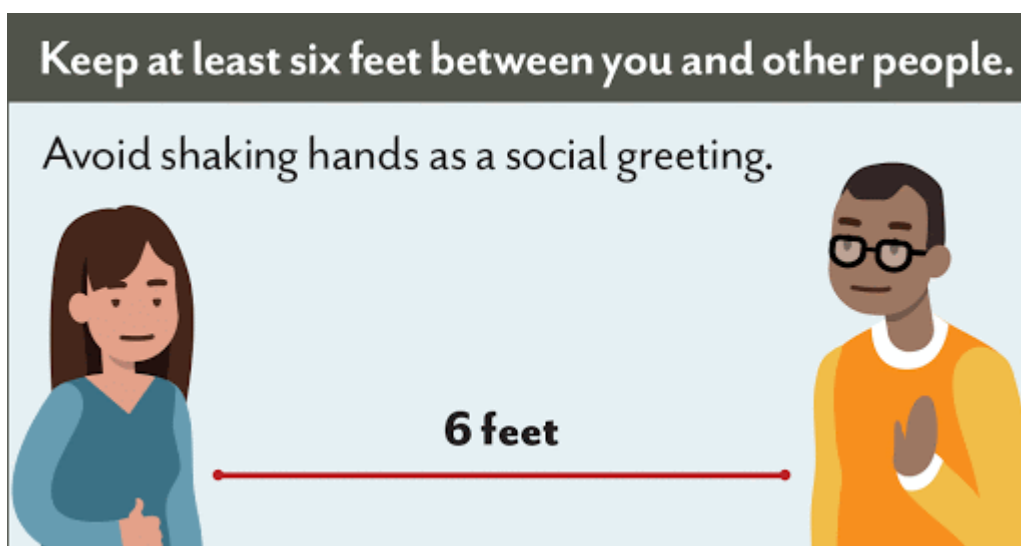 Keep at least six feet between you and other people.
Avoid shaking hands as a social greeting.
6 feet